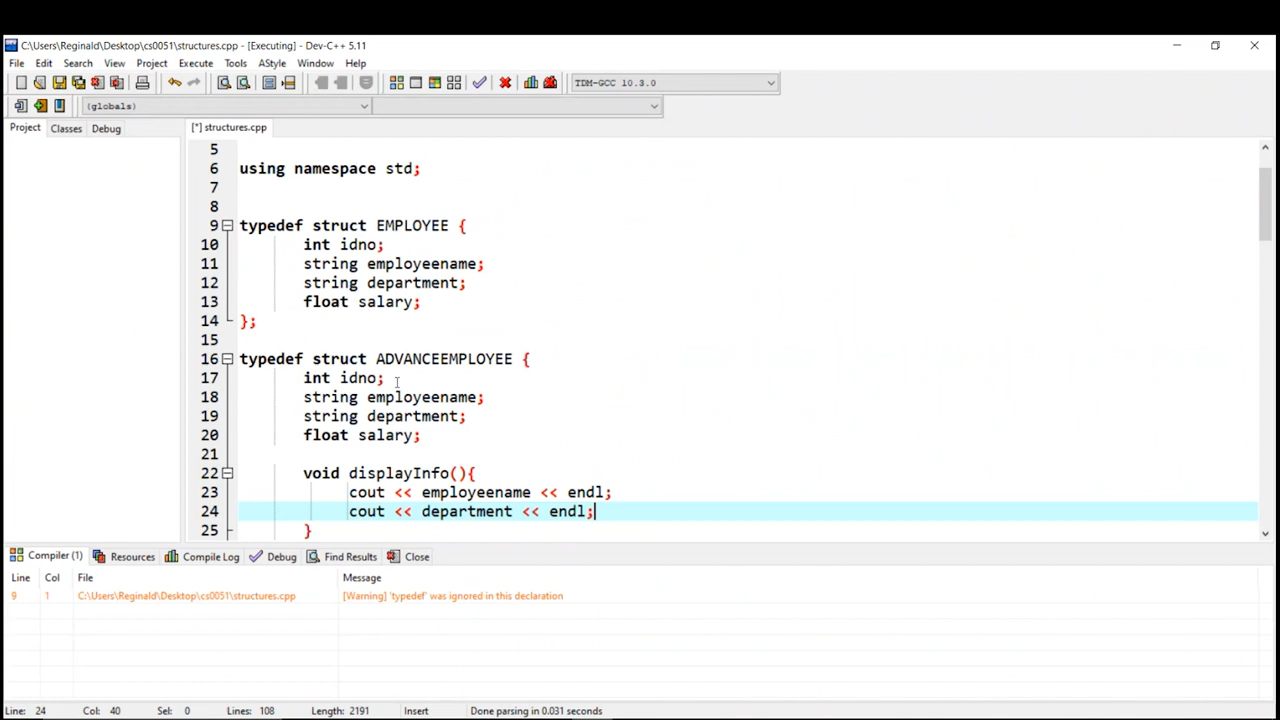 C:\Users\Reginald\Desktop\cs0051\structures.cpp - [Executing] - Dev-C++ 5.11
File Edit Search View Project Execute Tools AStyle Window Help
TDM-GCC 10.3.0
(globals)
Project Classes Debug [*] structures.cpp
5
6 using namespace std;
7
8
9 typedef struct EMPLOYEE {
10 int idno;
11 string employeename;
12 string department;
13 float salary;
14 };
15
16 typedef struct ADVANCEEMPLOYEE {
17 int idno;
18 string employeename;
19 string department;
20 float salary;
21
22 void displayInfo(){
23 cout << employeename << endl;
24 cout << department << endl;
25 }
Compiler (1) Resources Compile Log Debug Find Results Close
Line Col File Message
9 1 C:\Users\Reginald\Desktop\cs0051\structures.cpp [Warning] 'typedef' was ignored in this declaration
Line: 24 Col: 40 Sel: 0 Lines: 108 Length: 2191 Insert Done parsing in 0.031 seconds